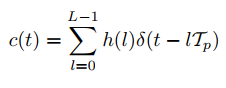 c(t) = \sum_{l=0}^{L-1} h(l)\delta(t - l\mathcal{T}_p)